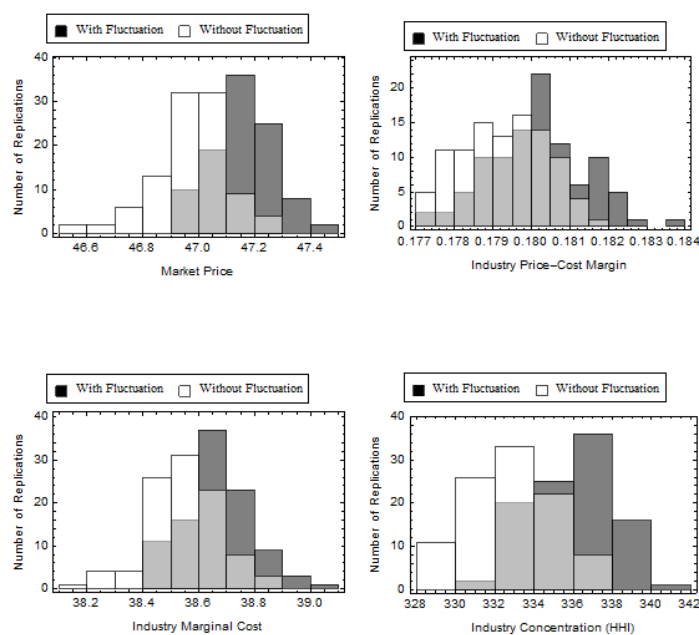 With Fluctuation Without Fluctuation
Number of Replications
40
30
20
10
0
46.6 46.8 47.0 47.2 47.4
Market Price
With Fluctuation Without Fluctuation
Number of Replications
20
15
10
5
0
0.177 0.178 0.179 0.180 0.181 0.182 0.183 0.184
Industry Price-Cost Margin
With Fluctuation Without Fluctuation
Number of Replications
40
30
20
10
0
38.2 38.4 38.6 38.8 39.0
Industry Marginal Cost
With Fluctuation Without Fluctuation
Number of Replications
40
30
20
10
0
328 330 332 334 336 338 340 342
Industry Concentration (HHI)